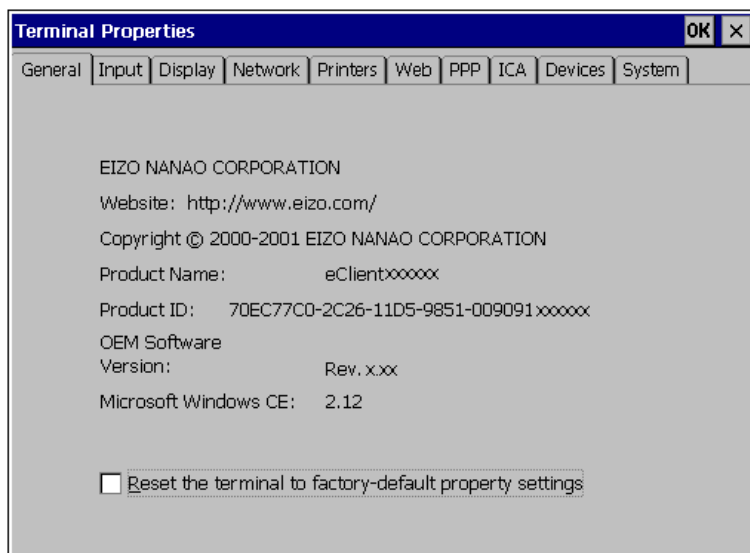 Terminal Properties OK ×
General Input Display Network Printers Web PPP ICA Devices System
EIZO NANAO CORPORATION
Website: http://www.eizo.com/
Copyright © 2000-2001 EIZO NANAO CORPORATION
Product Name: eClientxxxxxx
Product ID: 70EC77C0-2C26-11D5-9851-009091xxxxxx
OEM Software
Version: Rev. x.xx
Microsoft Windows CE: 2.12
Reset the terminal to factory-default property settings